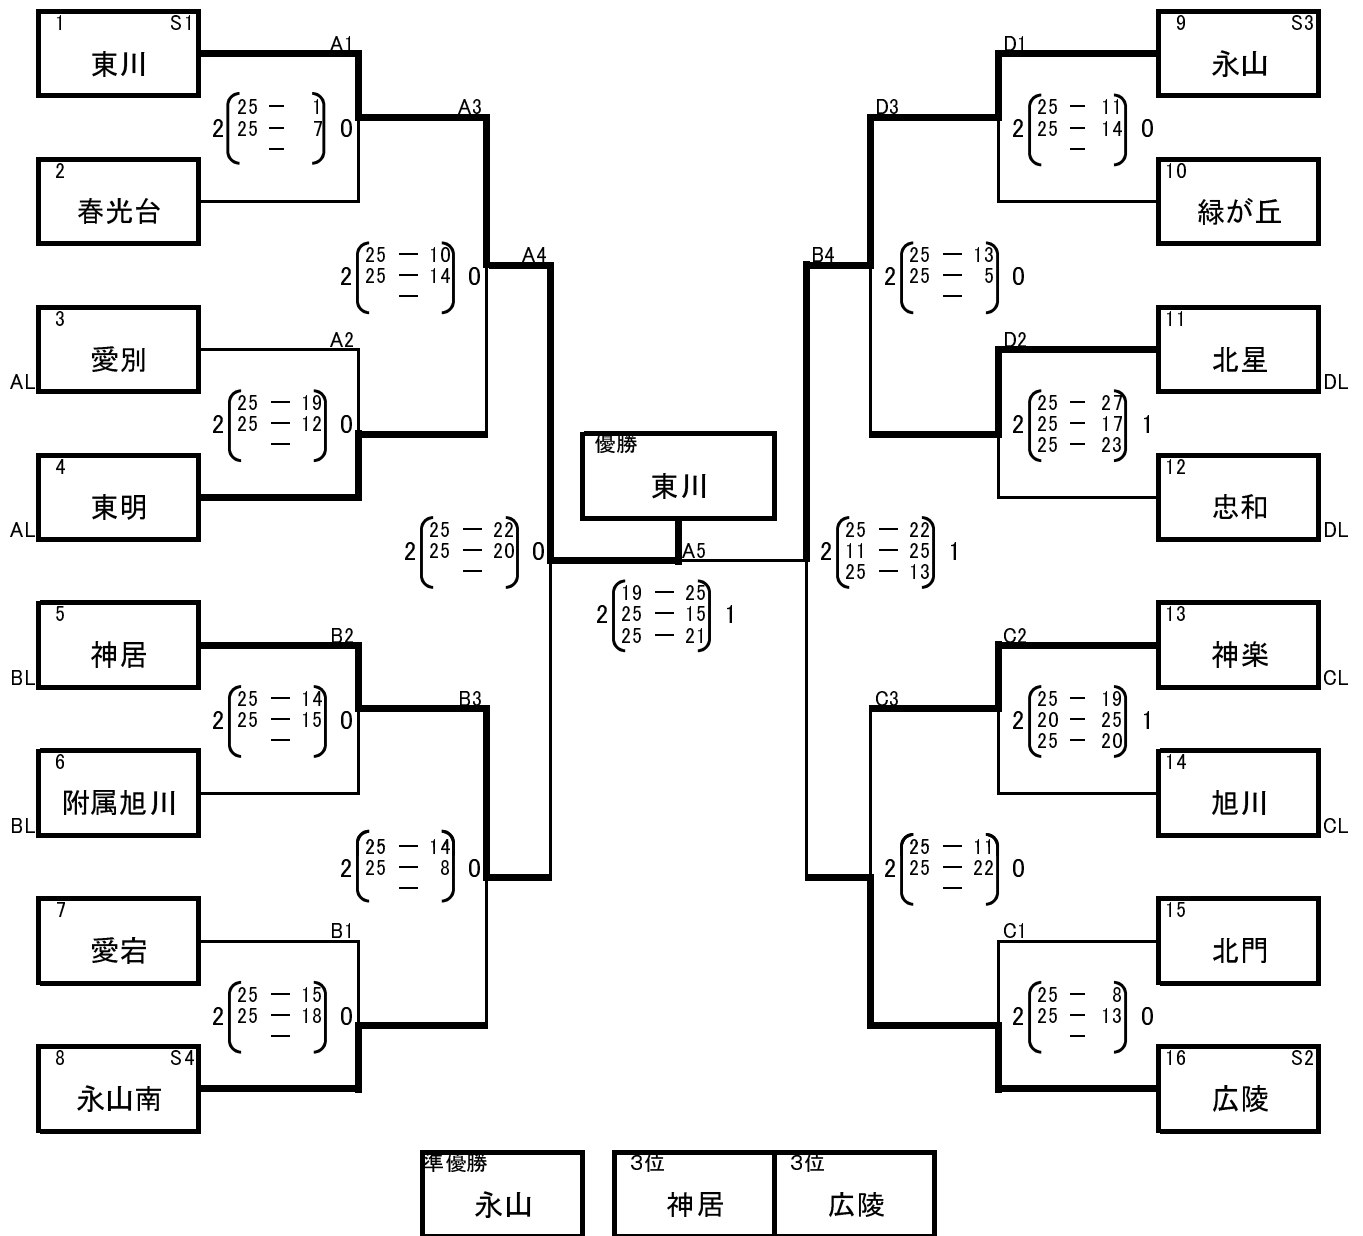 1 S1
東川
A1
25 － 1
2 25 － 7 0
－
2
春光台
A3
25 － 10
2 25 － 14 0
－
3
愛別
AL
A2
25 － 19
2 25 － 12 0
－
4
東明
AL
A4
25 － 22
2 25 － 20 0
－
5
神居
BL
B2
25 － 14
2 25 － 15 0
－
6
附属旭川
BL
B3
25 － 14
2 25 － 8 0
－
7
愛宕
B1
25 － 15
2 25 － 18 0
－
8 S4
永山南
優勝
東川
A5
19 － 25
2 25 － 15 1
25 － 21
9 S3
永山
D1
25 － 11
2 25 － 14 0
－
10
緑が丘
D3
25 － 13
2 25 － 5 0
－
11
北星
DL
D2
25 － 27
2 25 － 17 1
25 － 23
12
忠和
DL
B4
25 － 22
2 11 － 25 1
25 － 13
13
神楽
CL
C2
25 － 19
2 20 － 25 1
25 － 20
14
旭川
CL
C3
25 － 11
2 25 － 22 0
－
15
北門
C1
25 － 8
2 25 － 13 0
－
16 S2
広陵
準優勝
永山
3位
神居
3位
広陵